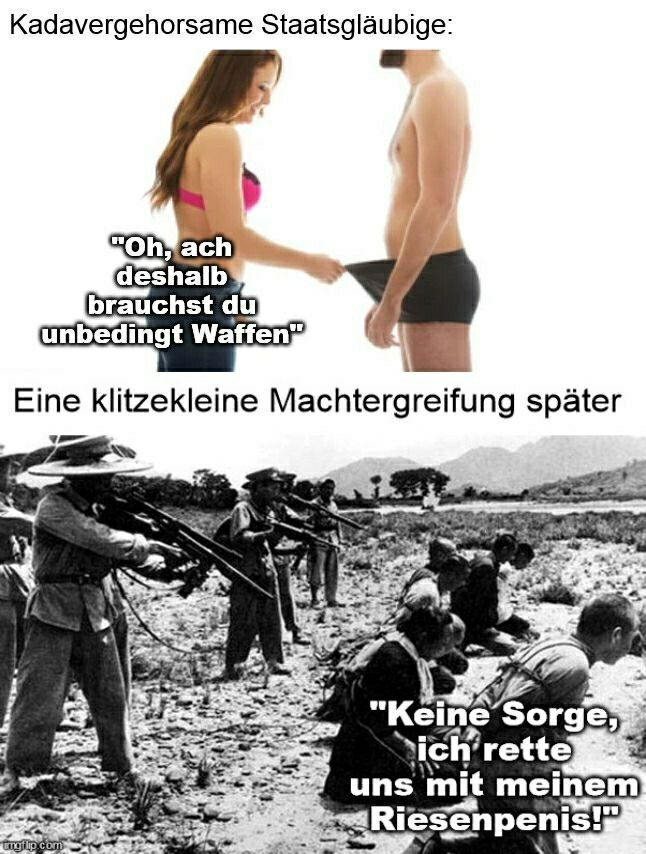 Kadavergehorsame Staatsgläubige:
"Oh, ach
deshalb
brauchst du
unbedingt Waffen"
Eine klitzekleine Machtergreifung später
"Keine Sorge,
ich rette
uns mit meinem
Riesenpenis!"
imgflip.com